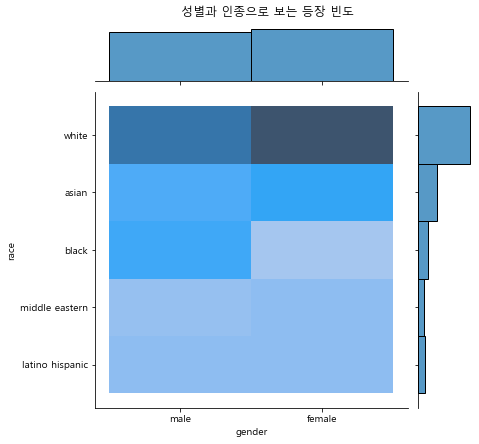 성별과 인종으로 보는 등장 빈도
white
asian
black
middle eastern
latino hispanic
race
male female
gender